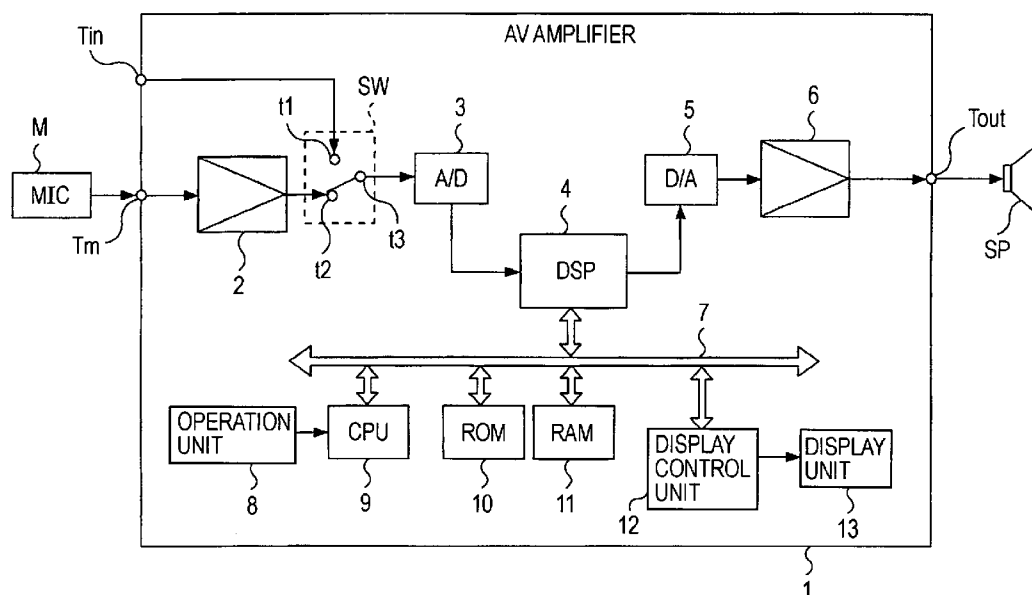 AV AMPLIFIER
Tin
SW
3
5
6
Tout
M
t1
A/D
D/A
MIC
4
Tm
t2
t3
DSP
SP
2
7
OPERATION
UNIT
CPU
ROM
RAM
DISPLAY
CONTROL
UNIT
DISPLAY
UNIT
8
9
10
11
12
13
1